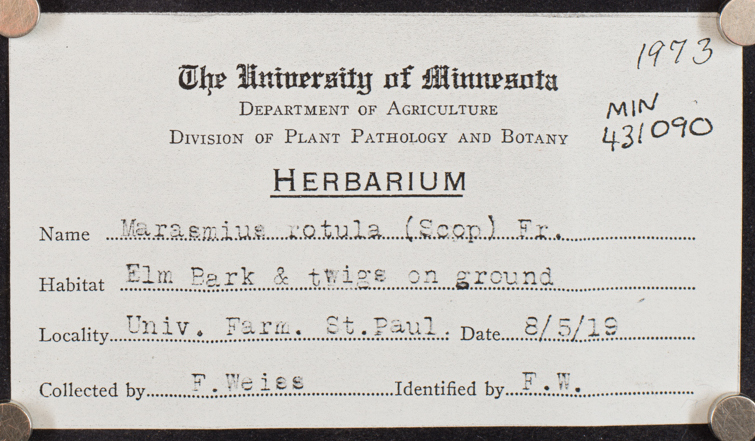 1973
The University of Minnesota
DEPARTMENT OF AGRICULTURE
MIN
431090
DIVISION OF PLANT PATHOLOGY AND BOTANY
HERBARIUM
Name Marasmius rotula (Scop) Fr.
Habitat Elm Bark & twigs on ground
Locality Univ. Farm. St.Paul. Date 8/5/19
Collected by F.Weiss Identified by F.W.